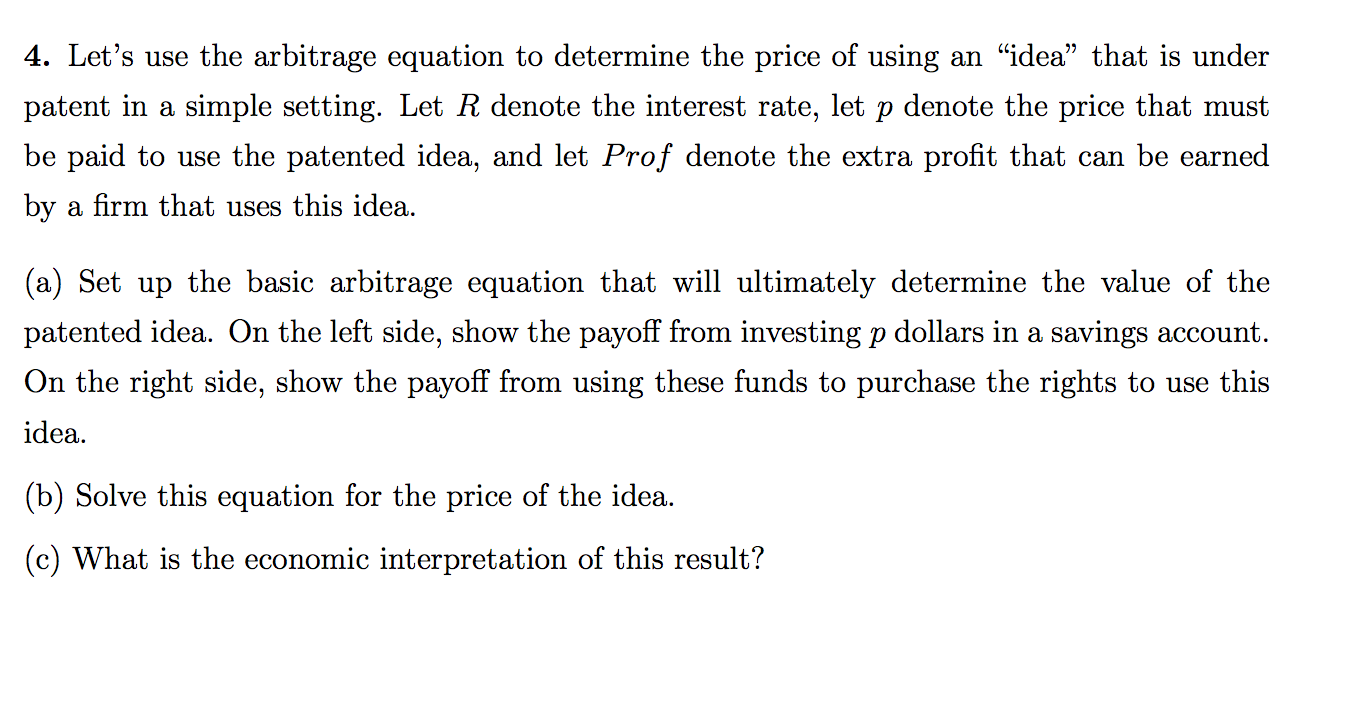 4. Let's use the arbitrage equation to determine the price of using an “idea” that is under
patent in a simple setting. Let R denote the interest rate, let p denote the price that must
be paid to use the patented idea, and let Prof denote the extra profit that can be earned
by a firm that uses this idea.
(a) Set up the basic arbitrage equation that will ultimately determine the value of the
patented idea. On the left side, show the payoff from investing p dollars in a savings account.
On the right side, show the payoff from using these funds to purchase the rights to use this
idea.
(b) Solve this equation for the price of the idea.
(c) What is the economic interpretation of this result?